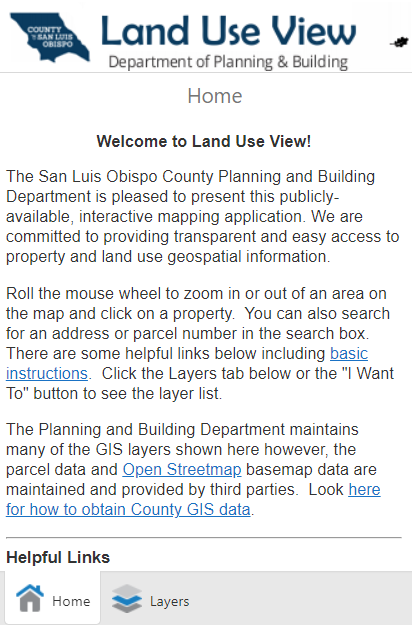 COUNTY
OF SAN LUIS
OBISPO
Land Use View
Department of Planning & Building
Home
Welcome to Land Use View!
The San Luis Obispo County Planning and Building
Department is pleased to present this publicly-
available, interactive mapping application. We are
committed to providing transparent and easy access to
property and land use geospatial information.
Roll the mouse wheel to zoom in or out of an area on
the map and click on a property.  You can also search
for an address or parcel number in the search box.
There are some helpful links below including basic
instructions.  Click the Layers tab below or the "I Want
To" button to see the layer list.
The Planning and Building Department maintains
many of the GIS layers shown here however, the
parcel data and Open Streetmap basemap data are
maintained and provided by third parties.  Look here
for how to obtain County GIS data.
Helpful Links
Home
Layers